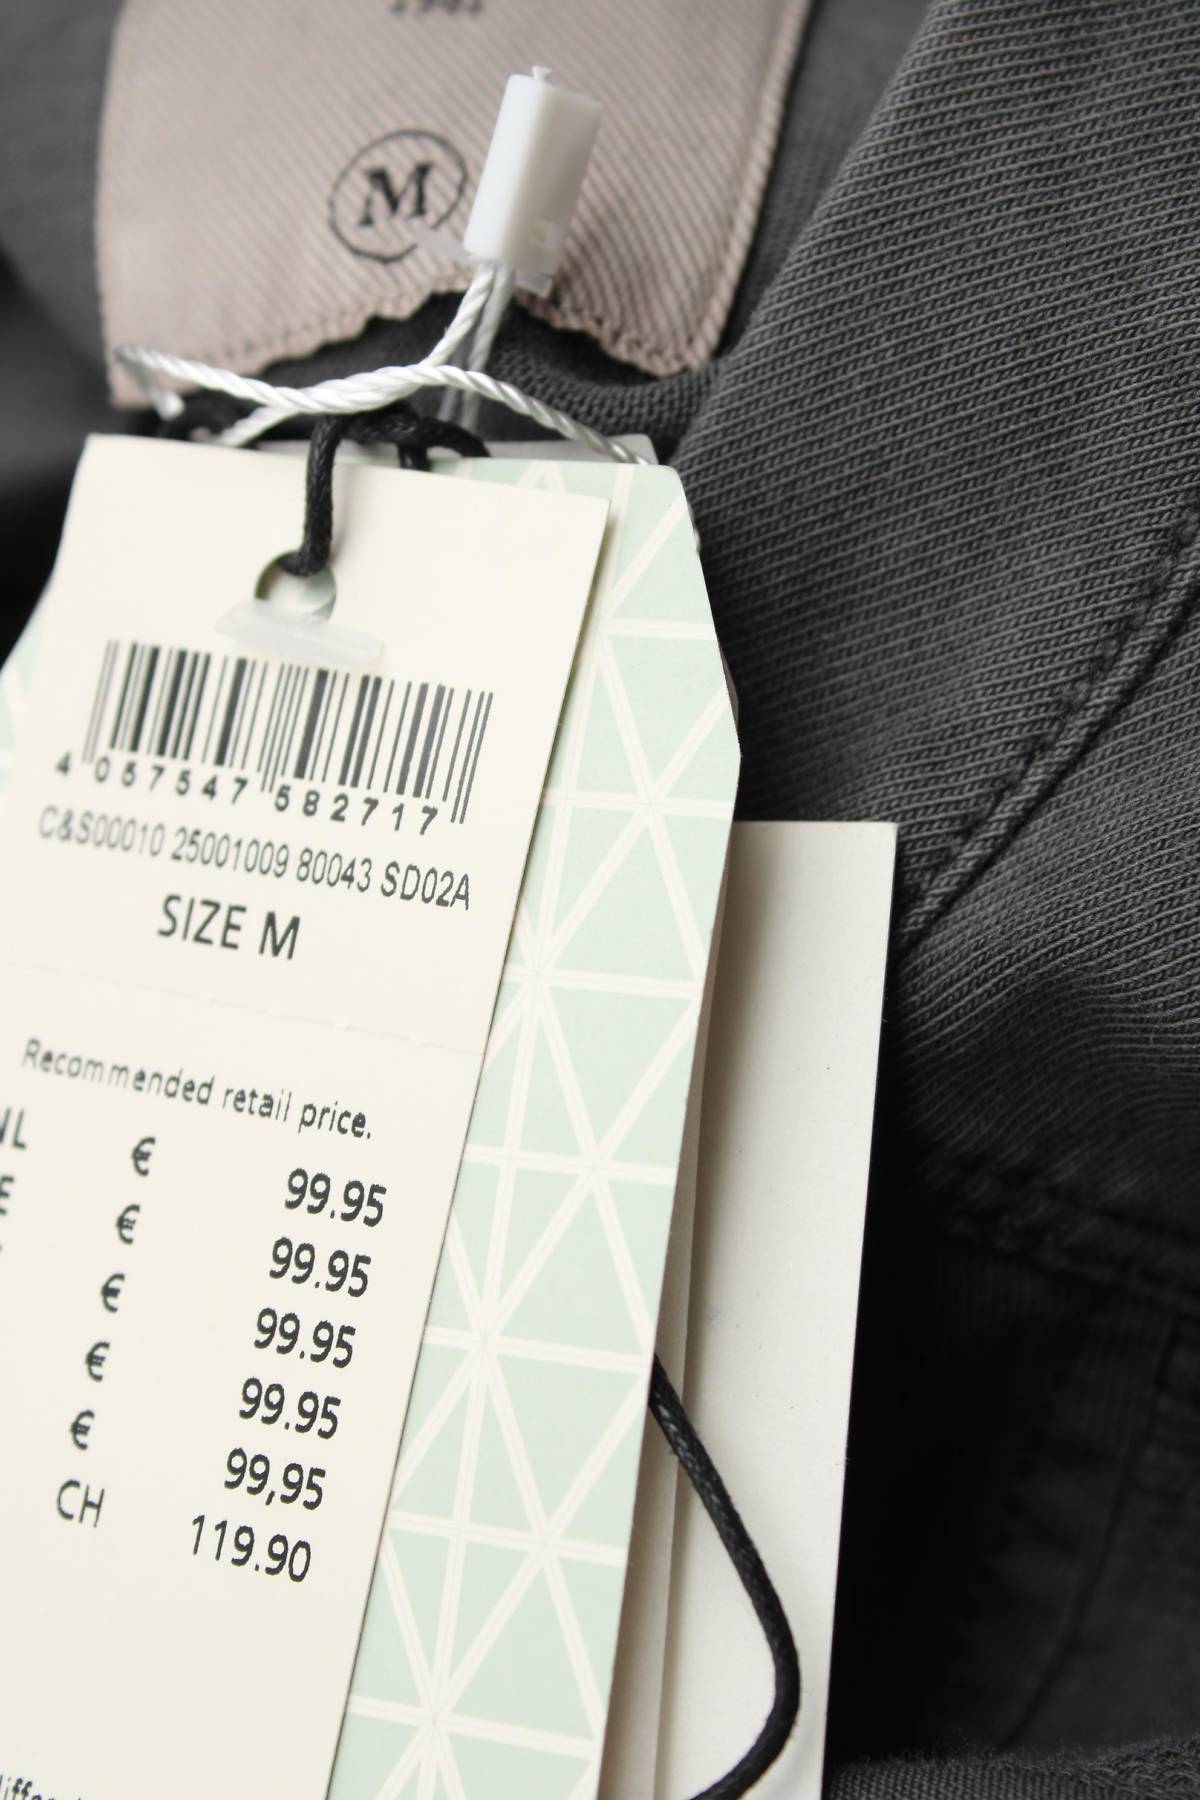 M
4 057547 582717
C&S00010 25001009 80043 SD02A
SIZE M
Recommended retail price.
NL € 99.95
€ 99.95
€ 99.95
€ 99.95
€ 99,95
CH 119.90